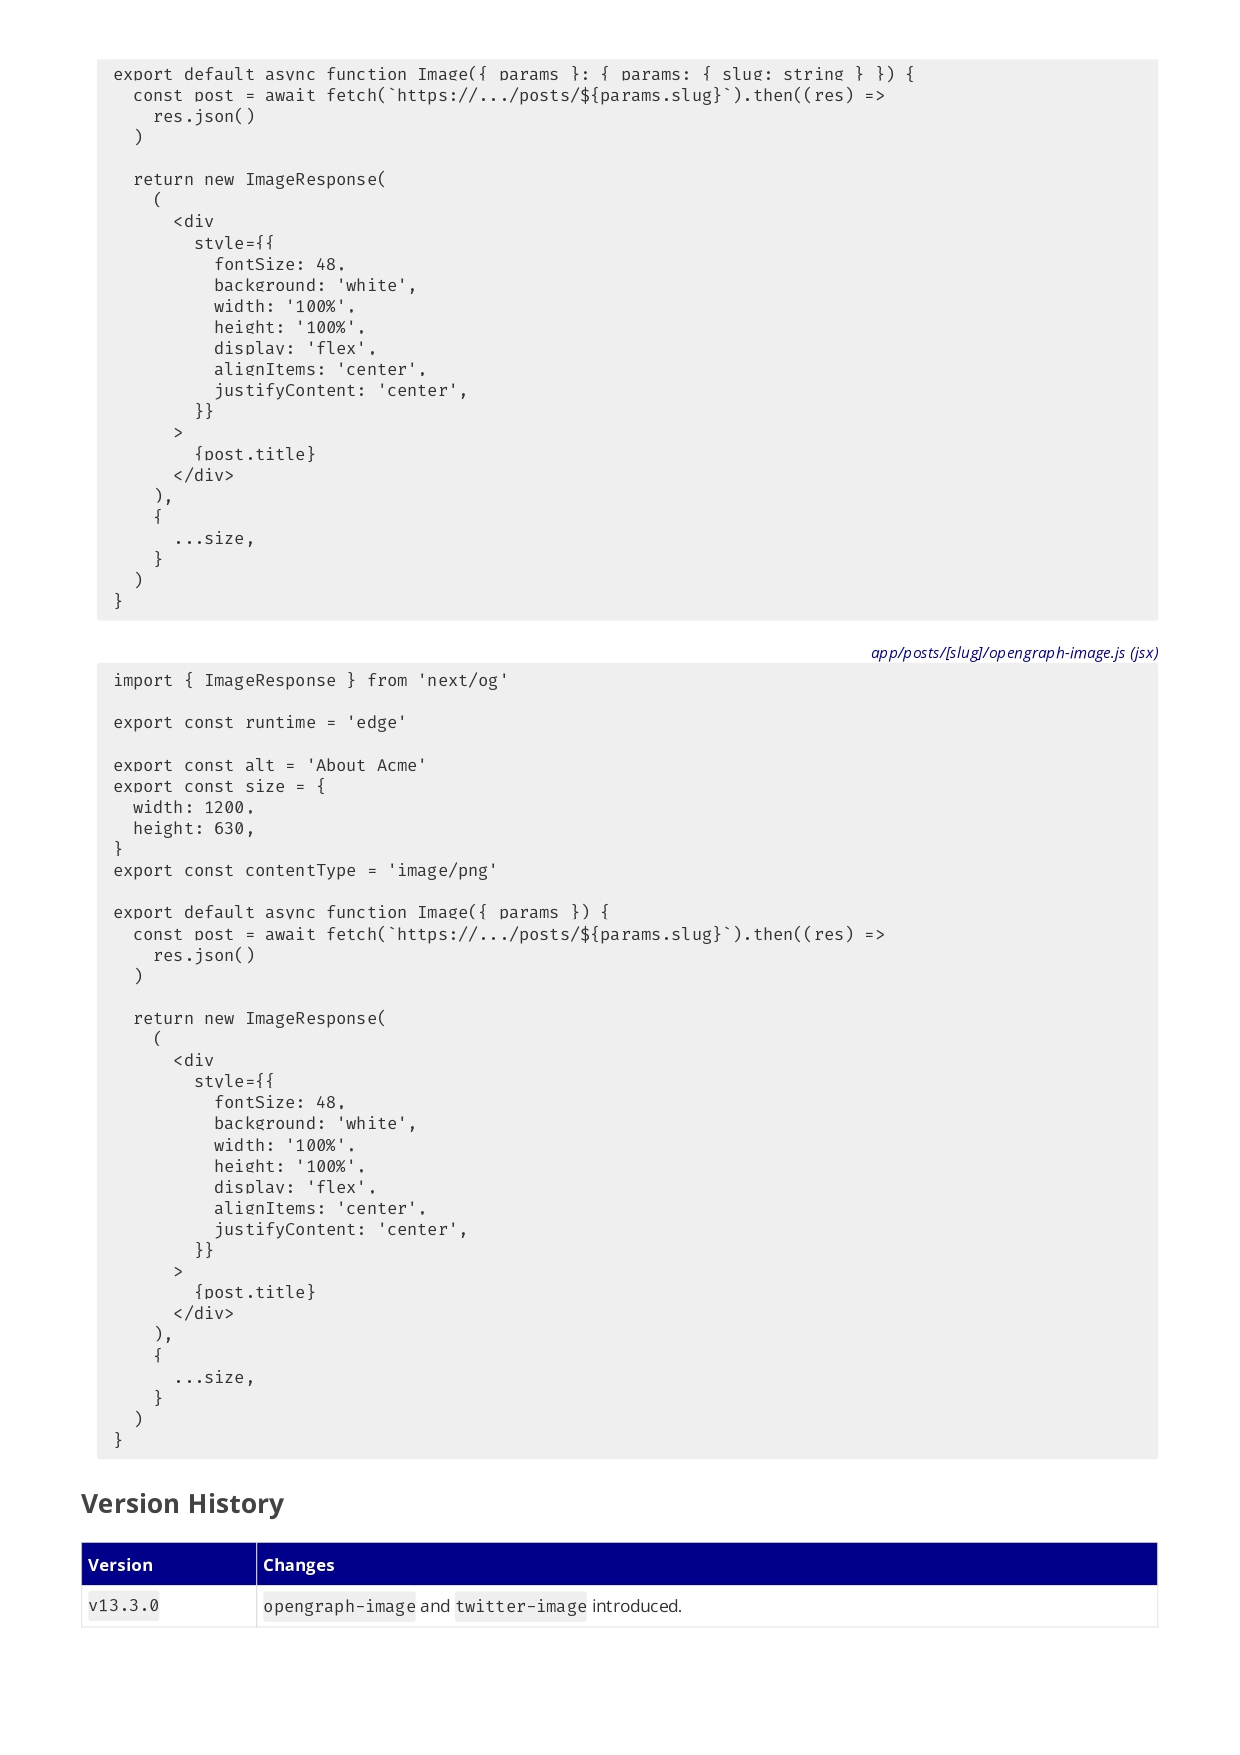 export default async function Image({ params }: { params: { slug: string } }) {
  const post = await fetch(`https://.../posts/${params.slug}`).then((res) =>
    res.json()
  )

  return new ImageResponse(
    (
      <div
        style={{
          fontSize: 48,
          background: 'white',
          width: '100%',
          height: '100%',
          display: 'flex',
          alignItems: 'center',
          justifyContent: 'center',
        }}
      >
        {post.title}
      </div>
    ),
    {
      ...size,
    }
  )
}
app/posts/[slug]/opengraph-image.js (jsx)
import { ImageResponse } from 'next/og'

export const runtime = 'edge'

export const alt = 'About Acme'
export const size = {
  width: 1200,
  height: 630,
}
export const contentType = 'image/png'

export default async function Image({ params }) {
  const post = await fetch(`https://.../posts/${params.slug}`).then((res) =>
    res.json()
  )

  return new ImageResponse(
    (
      <div
        style={{
          fontSize: 48,
          background: 'white',
          width: '100%',
          height: '100%',
          display: 'flex',
          alignItems: 'center',
          justifyContent: 'center',
        }}
      >
        {post.title}
      </div>
    ),
    {
      ...size,
    }
  )
}
Version History
Version Changes
v13.3.0 opengraph-image and twitter-image introduced.